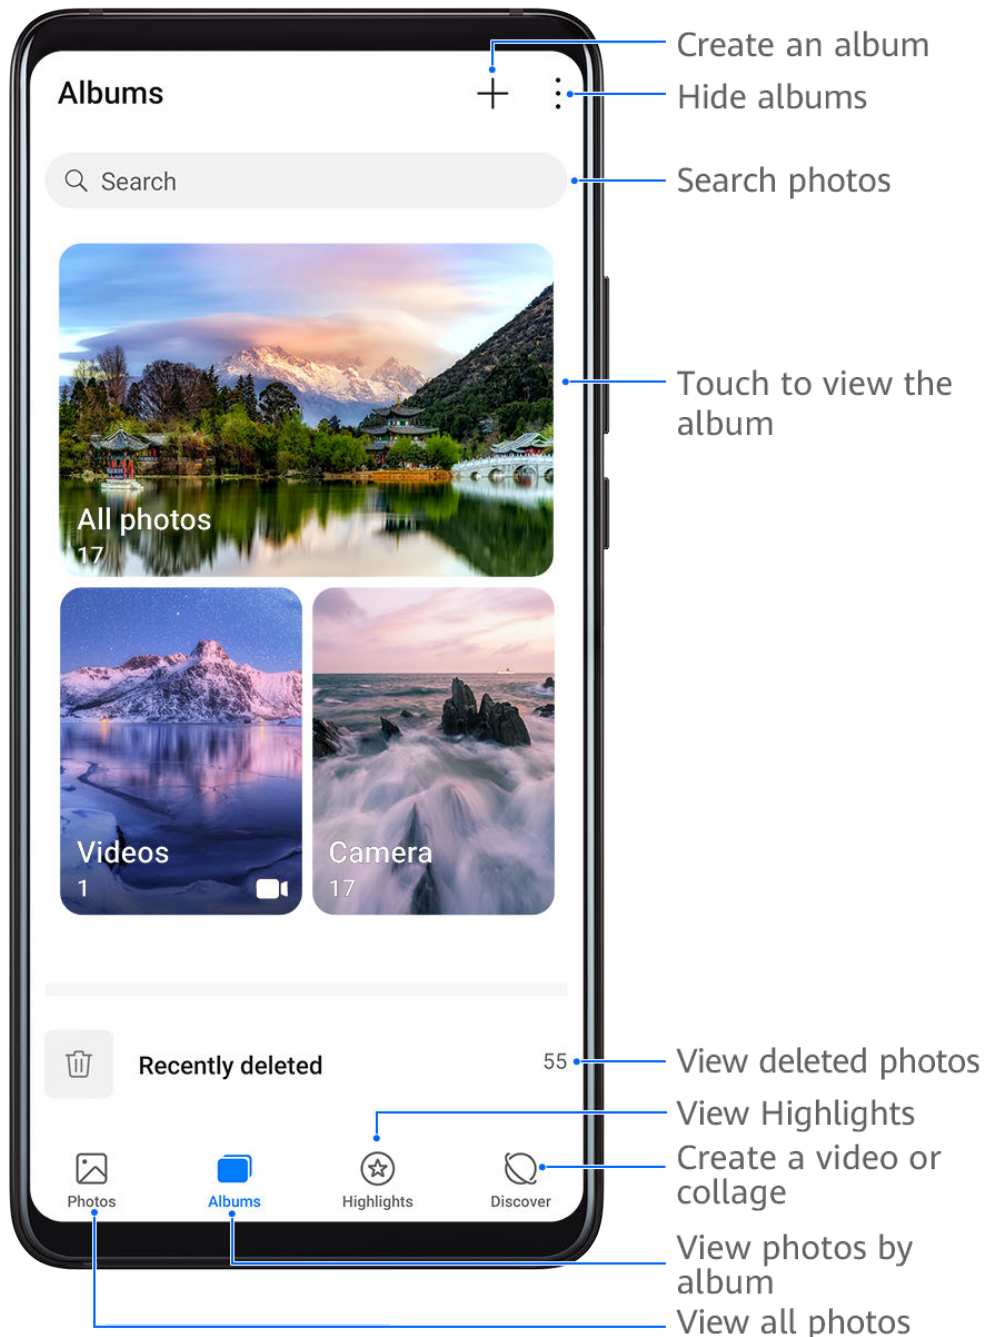 Create an album
Albums
Hide albums
Search
Search photos
Touch to view the
album
All photos
17
Videos
1
Camera
17
Recently deleted
55
View deleted photos
View Highlights
Create a video or
collage
Photos
Albums
Highlights
Discover
View photos by
album
View all photos